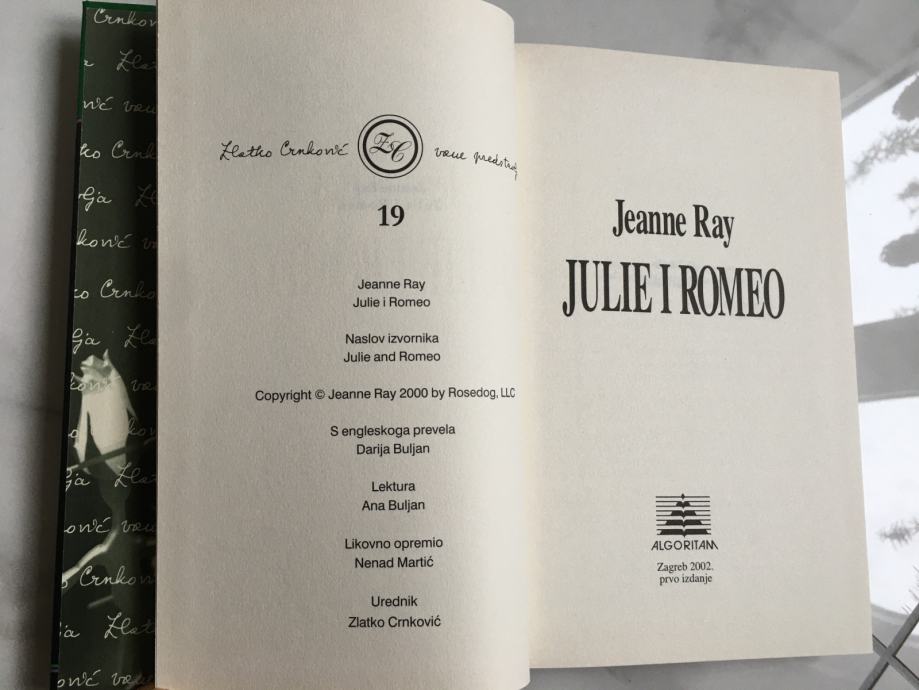 Zlatko Crnković ZC vam predstavlja
19
Jeanne Ray
Julie i Romeo
Naslov izvornika
Julie and Romeo
Copyright © Jeanne Ray 2000 by Rosedog, LLC
S engleskoga prevela
Darija Buljan
Lektura
Ana Buljan
Likovno opremio
Nenad Martić
Urednik
Zlatko Crnković
Jeanne Ray
JULIE I ROMEO
ALGORITAM
Zagreb 2002.
prvo izdanje